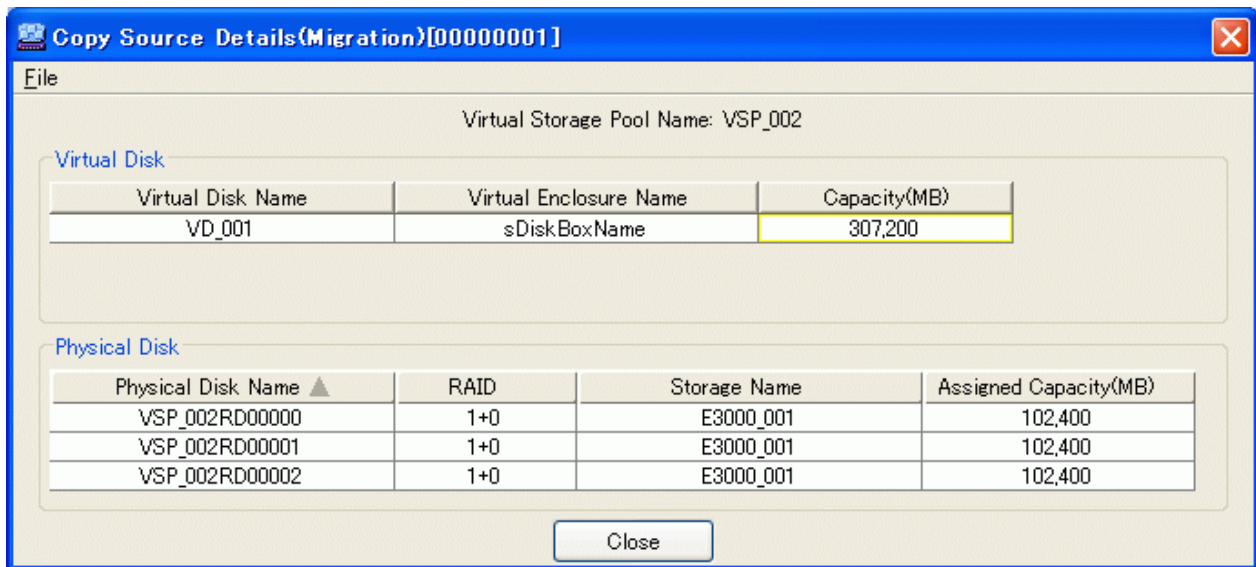 Copy Source Details(Migration)[00000001]
File
Virtual Storage Pool Name: VSP_002
Virtual Disk
Virtual Disk Name Virtual Enclosure Name Capacity(MB)
VD_001 sDiskBoxName 307,200
Physical Disk
Physical Disk Name RAID Storage Name Assigned Capacity(MB)
VSP_002RD00000 1+0 E3000_001 102,400
VSP_002RD00001 1+0 E3000_001 102,400
VSP_002RD00002 1+0 E3000_001 102,400
Close